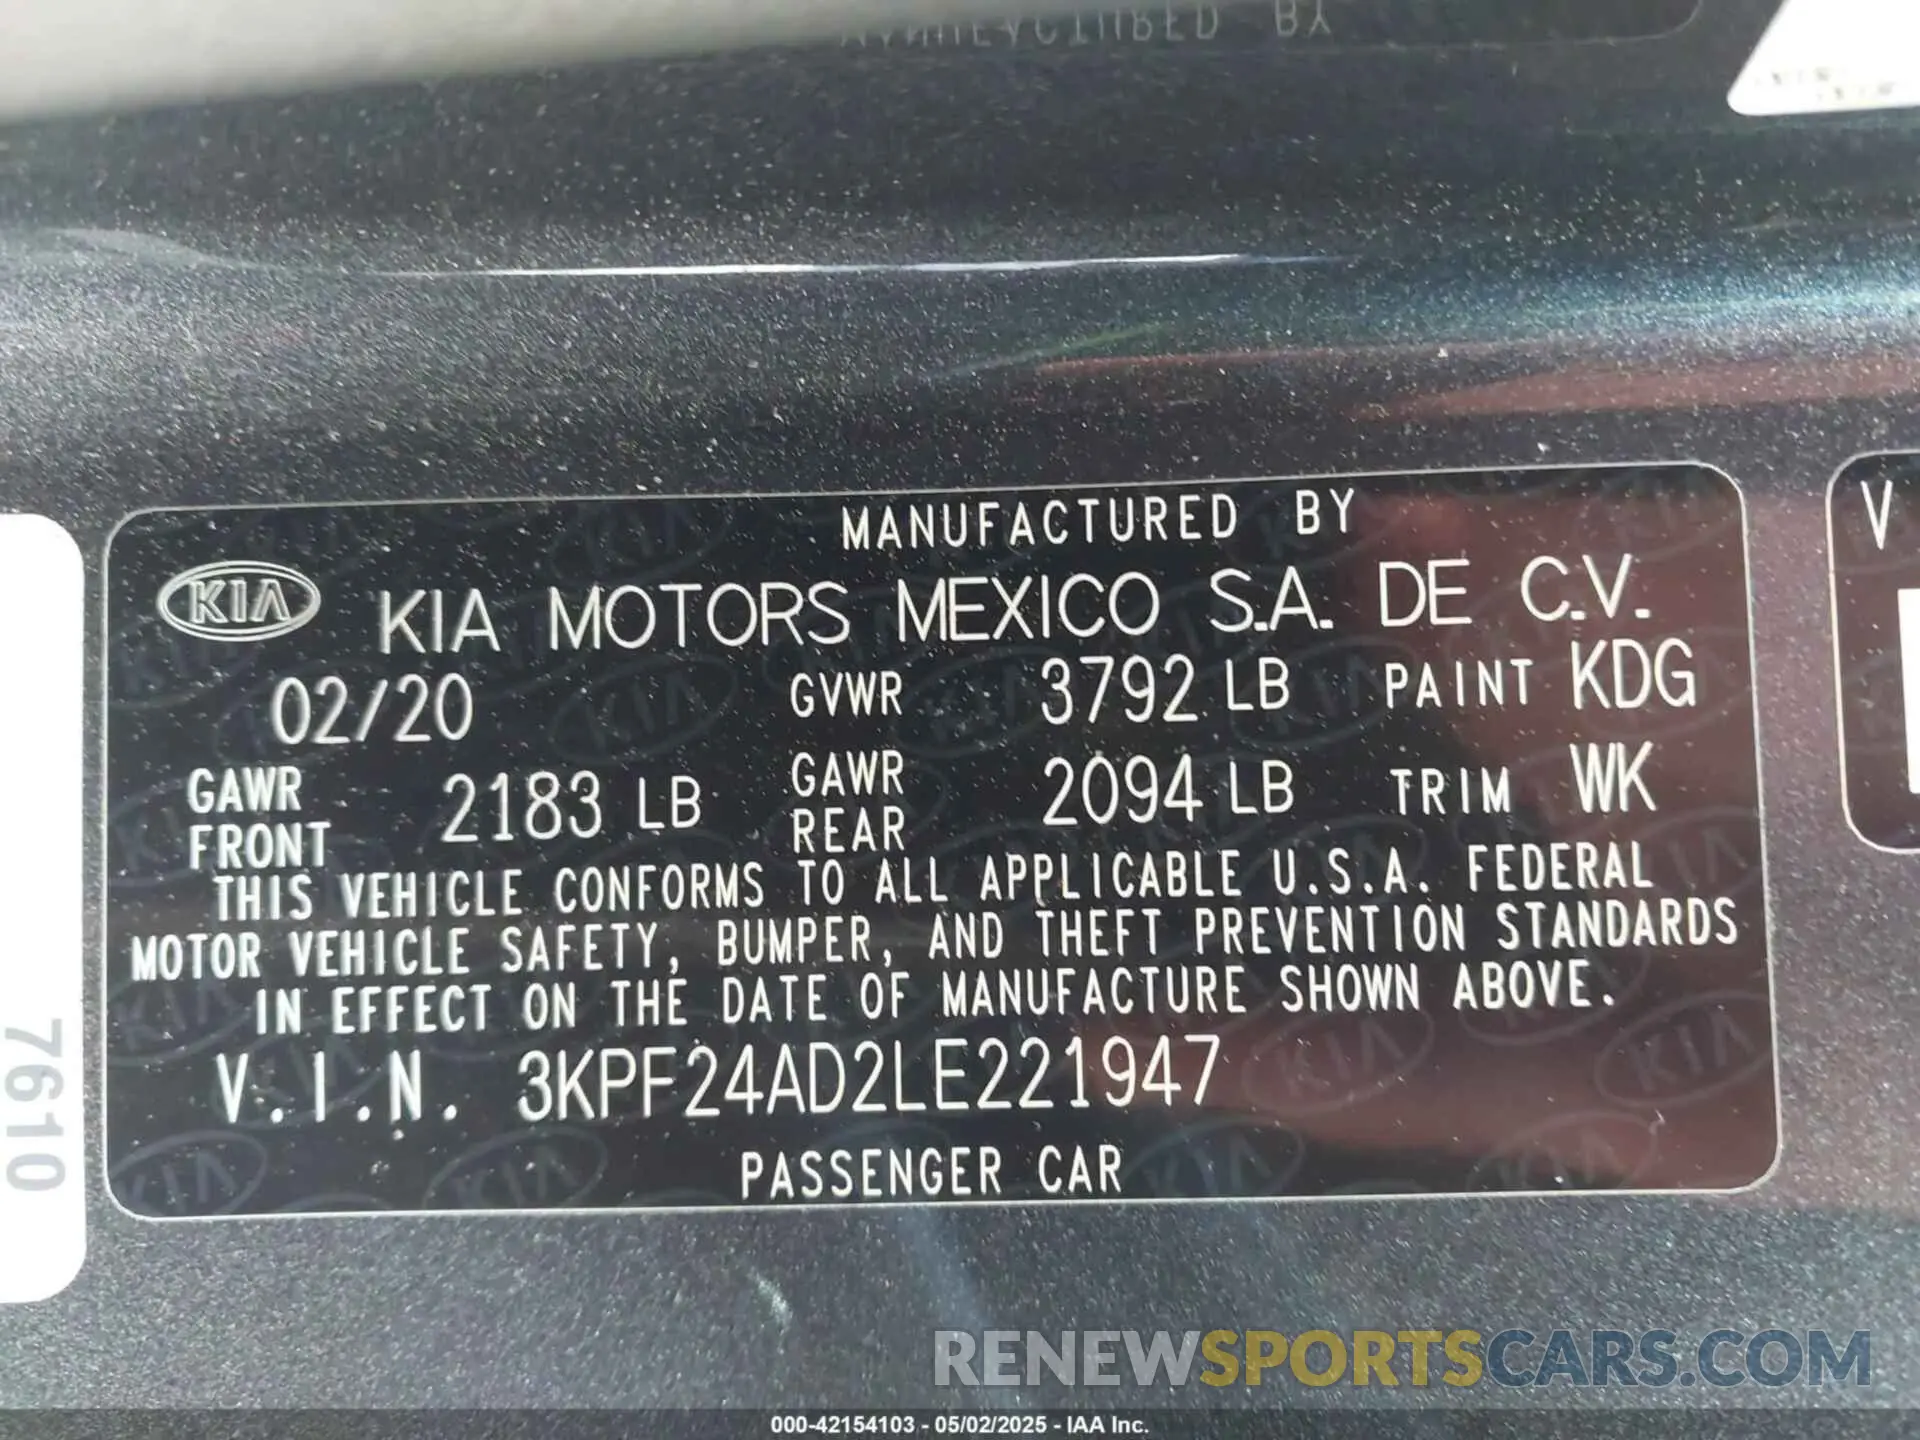 MANUFACTURED BY
MANUFACTURED BY
KIA KIA MOTORS MEXICO S.A. DE C.V.
02/20 GVWR 3792 LB PAINT KDG
GAWR FRONT 2183 LB GAWR REAR 2094 LB TRIM WK
THIS VEHICLE CONFORMS TO ALL APPLICABLE U.S.A. FEDERAL
MOTOR VEHICLE SAFETY, BUMPER, AND THEFT PREVENTION STANDARDS
IN EFFECT ON THE DATE OF MANUFACTURE SHOWN ABOVE.
V.I.N. 3KPF24AD2LE221947
PASSENGER CAR
V
7610
RENEWSPORTSCARS.COM
000-42154103 - 05/02/2025 - IAA Inc.